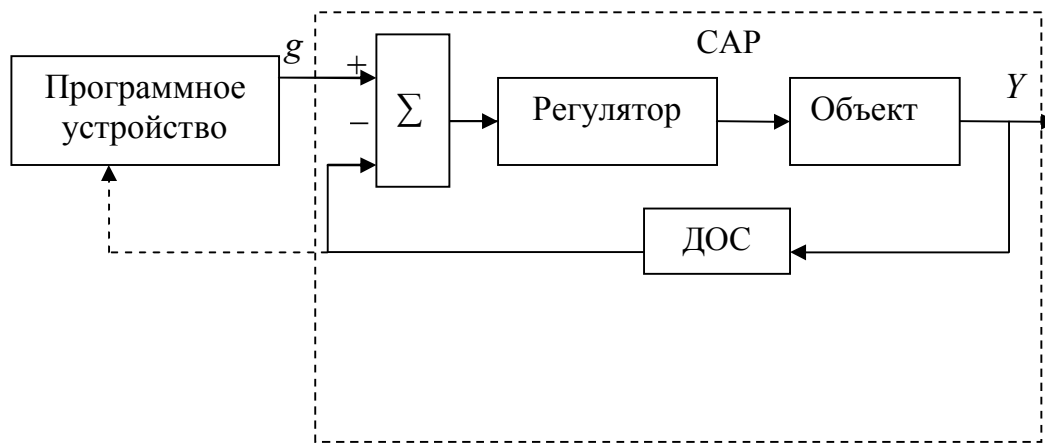 САР
g
Y
Программное
устройство
+
−
∑
Регулятор
Объект
ДОС